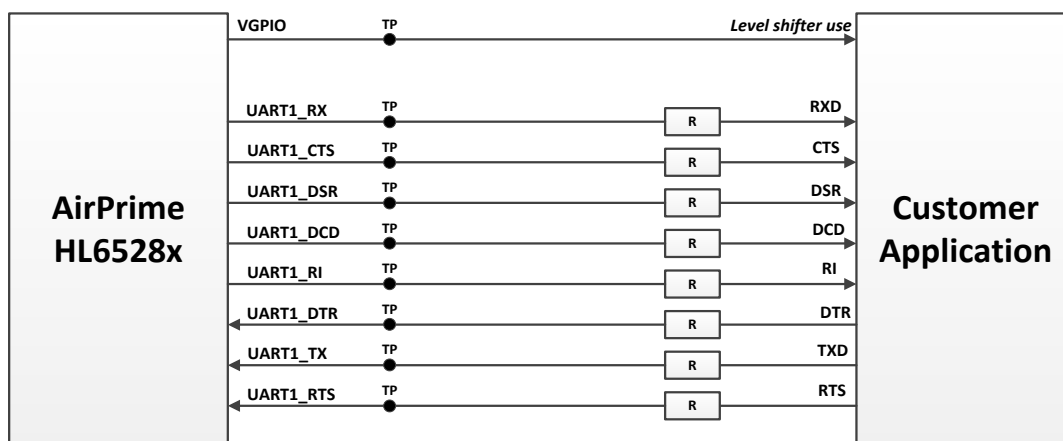 VGPIO TP Level shifter use
UART1_RX TP R RXD
UART1_CTS TP R CTS
UART1_DSR TP R DSR
AirPrime
HL6528x
UART1_DCD TP R DCD
UART1_RI TP R RI
Customer
Application
UART1_DTR TP R DTR
UART1_TX TP R TXD
UART1_RTS TP R RTS